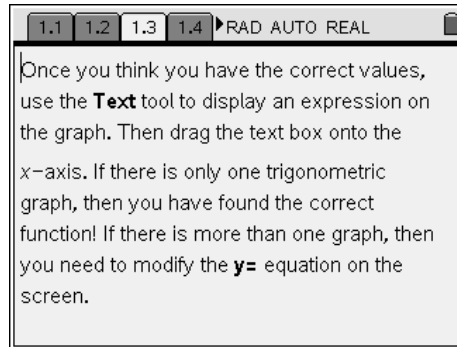 1.1 1.2 1.3 1.4 RAD AUTO REAL
Once you think you have the correct values,
use the Text tool to display an expression on
the graph. Then drag the text box onto the
x-axis. If there is only one trigonometric
graph, then you have found the correct
function! If there is more than one graph, then
you need to modify the y= equation on the
screen.